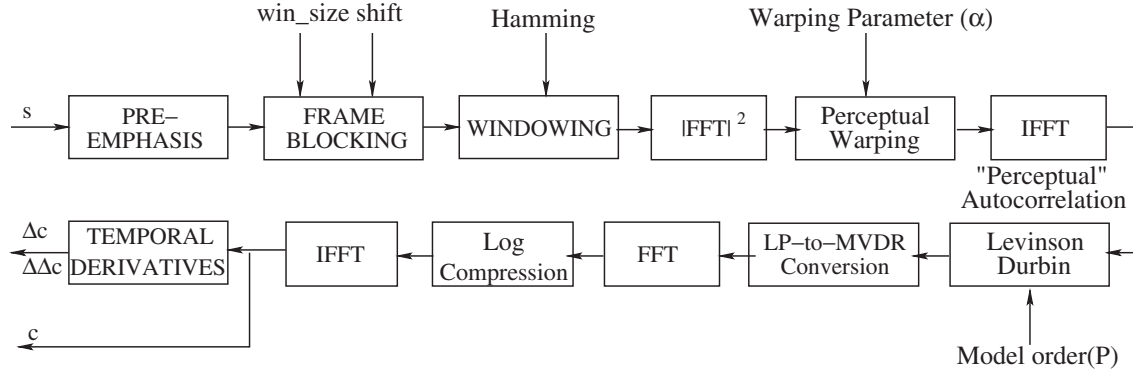 win_size shift
Hamming
Warping Parameter (α)
s
PRE−
EMPHASIS
FRAME
BLOCKING
WINDOWING
|FFT| 2
Perceptual
Warping
IFFT
"Perceptual"
Autocorrelation
Δc
ΔΔc
TEMPORAL
DERIVATIVES
IFFT
Log
Compression
FFT
LP−to−MVDR
Conversion
Levinson
Durbin
c
Model order(P)